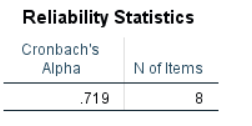 Reliability Statistics
Cronbach's
Alpha N of Items
.719 8